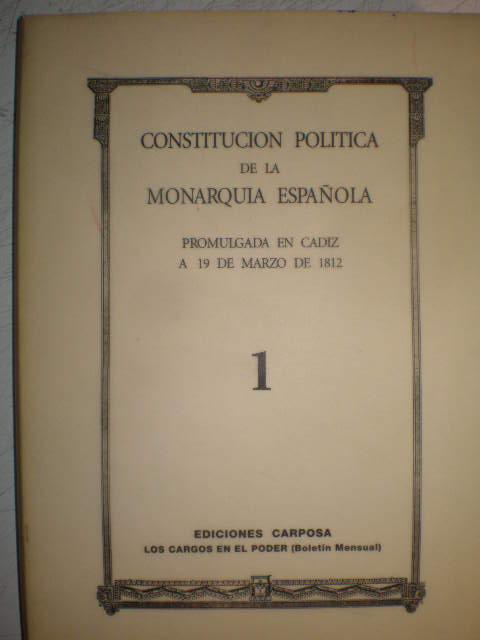 CONSTITUCION POLITICA
DE LA
MONARQUIA ESPAÑOLA
PROMULGADA EN CADIZ
A 19 DE MARZO DE 1812
1
EDICIONES CARPOSA
LOS CARGOS EN EL PODER (Boletín Mensual)